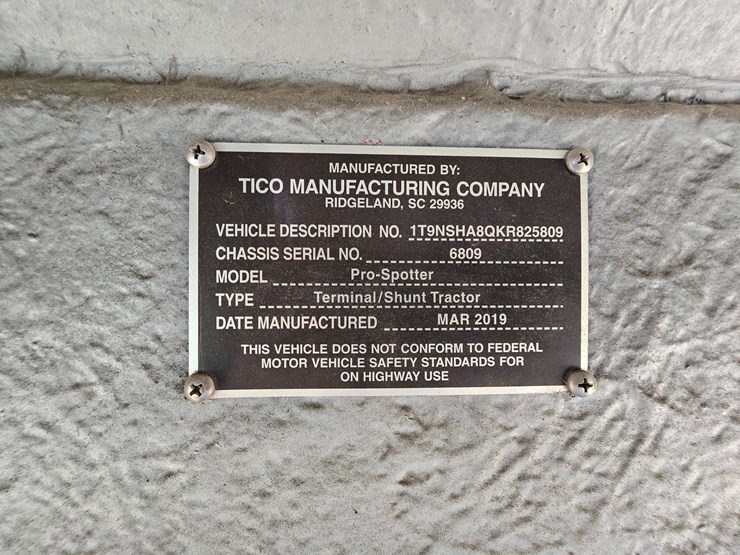 MANUFACTURED BY:
TICO MANUFACTURING COMPANY
RIDGELAND, SC 29936
VEHICLE DESCRIPTION NO. 1T9NSHA8QKR825809
CHASSIS SERIAL NO. 6809
MODEL Pro-Spotter
TYPE Terminal/Shunt Tractor
DATE MANUFACTURED MAR 2019
THIS VEHICLE DOES NOT CONFORM TO FEDERAL
MOTOR VEHICLE SAFETY STANDARDS FOR
ON HIGHWAY USE